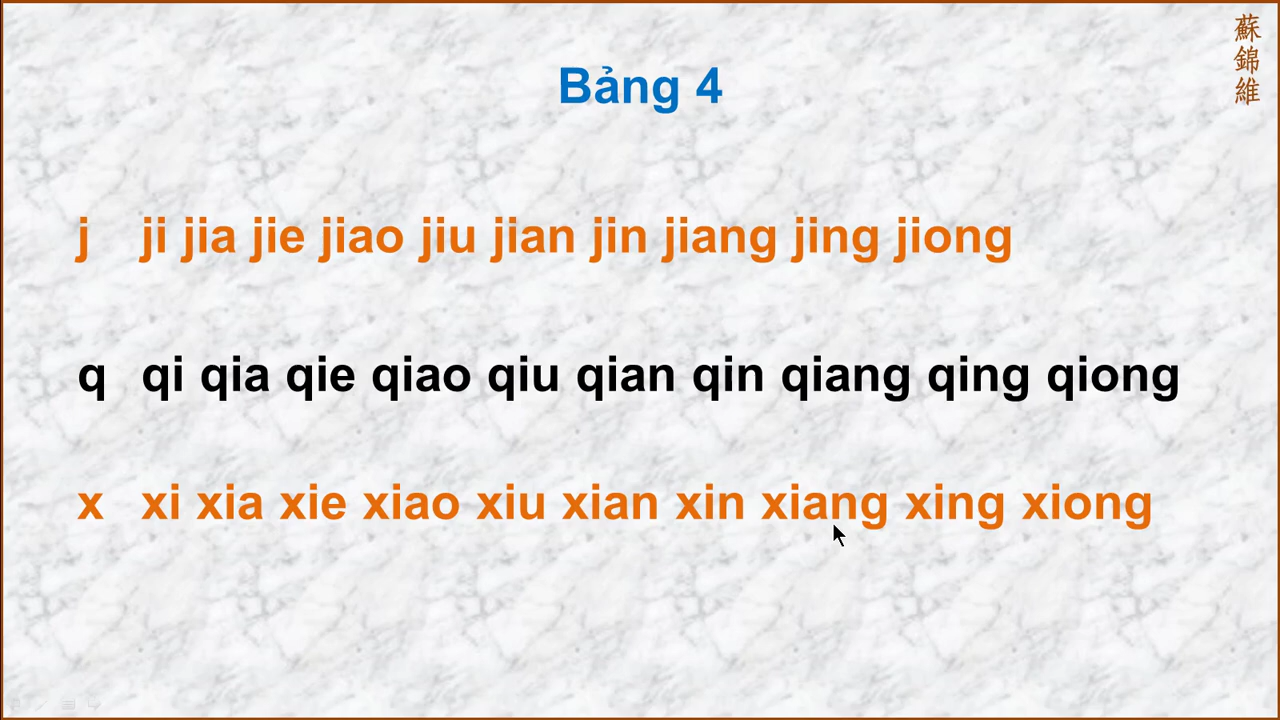 蘇錦維
Bảng 4
j ji jia jie jiao jiu jian jin jiang jing jiong
q qi qia qie qiao qiu qian qin qiang qing qiong
x xi xia xie xiao xiu xian xin xiang xing xiong